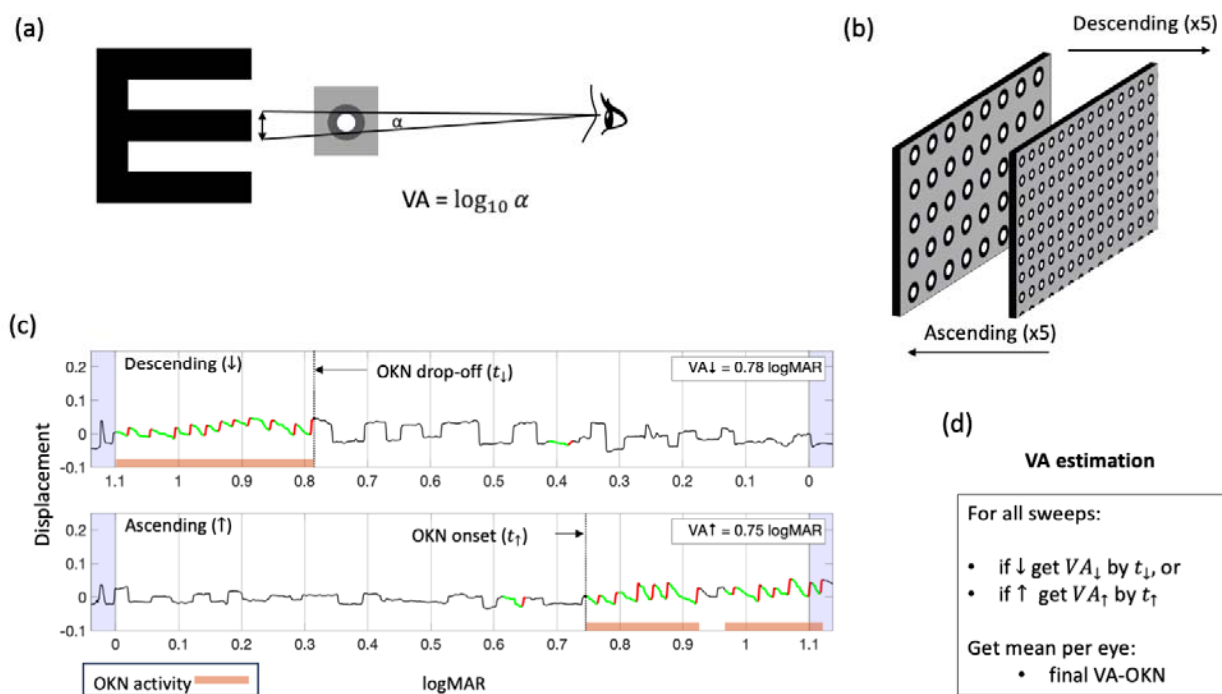 (a)
α
VA = log₁₀ α
(b)
Descending (x5)
Ascending (x5)
(c)
Displacement
Descending (↓)
OKN drop-off (t↓)
VA↓ = 0.78 logMAR
0.2
0.1
0
-0.1
1.1 1 0.9 0.8 0.7 0.6 0.5 0.4 0.3 0.2 0.1 0
Ascending (↑)
OKN onset (t↑)
VA↑ = 0.75 logMAR
0.2
0.1
0
-0.1
0 0.1 0.2 0.3 0.4 0.5 0.6 0.7 0.8 0.9 1 1.1
OKN activity
logMAR
(d)
VA estimation
For all sweeps:
• if ↓ get VA↓ by t↓, or
• if ↑ get VA↑ by t↑
Get mean per eye:
• final VA-OKN